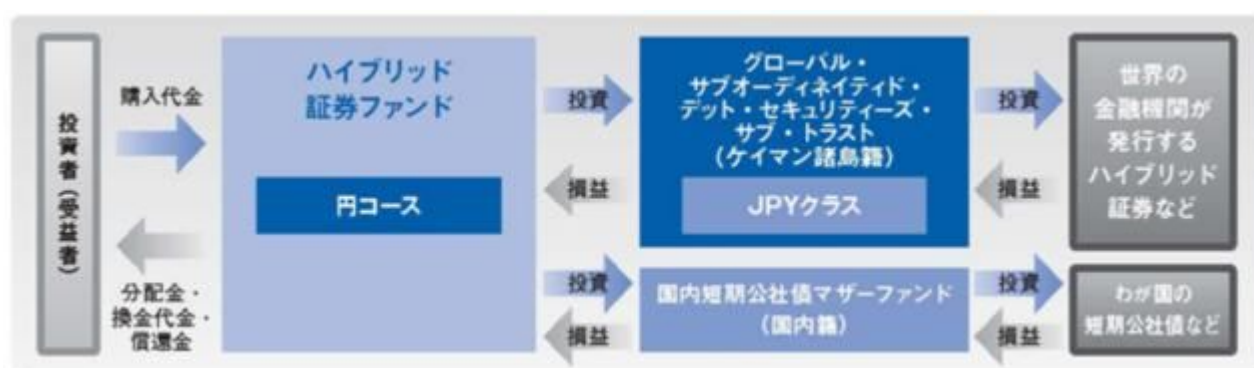 投資者(受益者)
購入代金
分配金・
換金代金・
償還金
ハイブリッド
証券ファンド
円コース
投資
損益
グローバル・
サブオーディネイティド・
デット・セキュリティーズ・
サブ・トラスト
(ケイマン諸島籍)
JPYクラス
投資
損益
世界の
金融機関が
発行する
ハイブリッド
証券など
投資
損益
国内短期公社債マザーファンド
(国内籍)
投資
損益
わが国の
短期公社債など